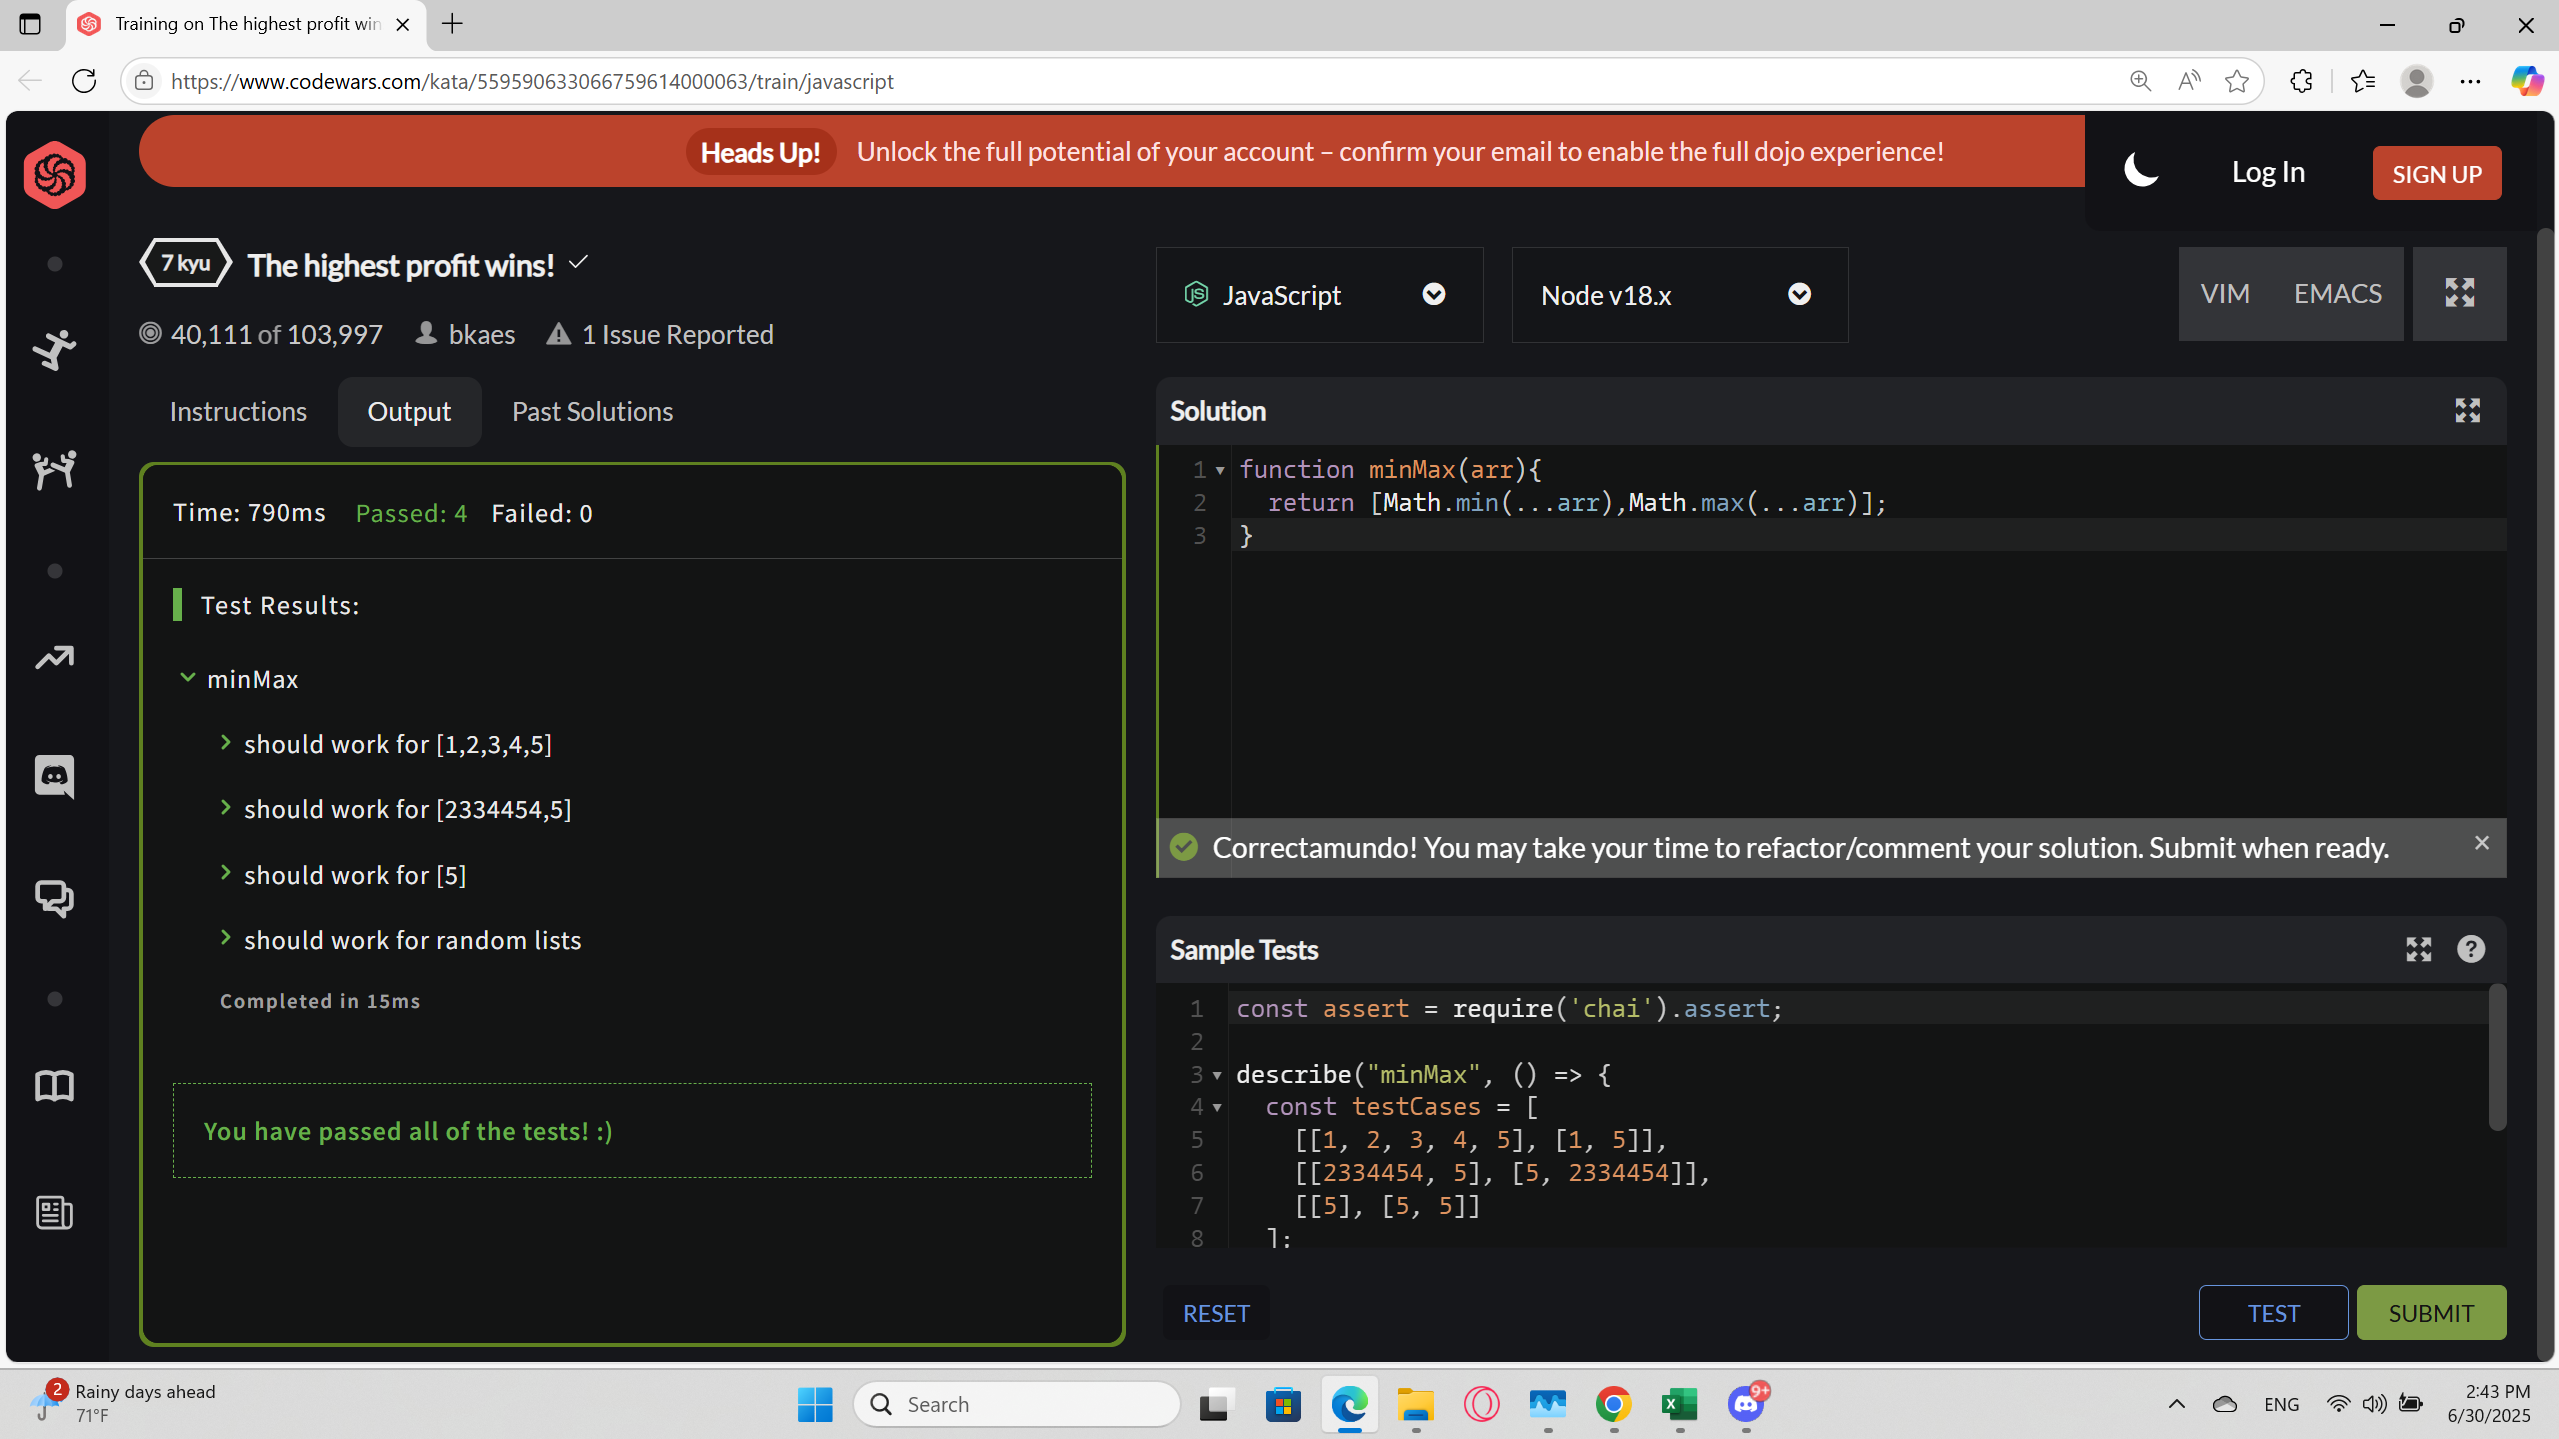 Training on The highest profit win
https://www.codewars.com/kata/559590633066759614000063/train/javascript
Heads Up! Unlock the full potential of your account – confirm your email to enable the full dojo experience!
Log In
SIGN UP
7 kyu The highest profit wins!
40,111 of 103,997 bkaes 1 Issue Reported
JavaScript
Node v18.x
VIM EMACS
Instructions Output Past Solutions
Time: 790ms Passed: 4 Failed: 0
Test Results:
minMax
should work for [1,2,3,4,5]
should work for [2334454,5]
should work for [5]
should work for random lists
Completed in 15ms
You have passed all of the tests! :)
Solution
1 function minMax(arr){
2 return [Math.min(...arr),Math.max(...arr)];
3 }
Correctamundo! You may take your time to refactor/comment your solution. Submit when ready.
Sample Tests
1 const assert = require('chai').assert;
2
3 describe("minMax", () => {
4 const testCases = [
5 [[1, 2, 3, 4, 5], [1, 5]],
6 [[2334454, 5], [5, 2334454]],
7 [[5], [5, 5]]
8 ];
RESET
TEST
SUBMIT
2
Rainy days ahead
71°F
Search
9+
ENG
2:43 PM
6/30/2025